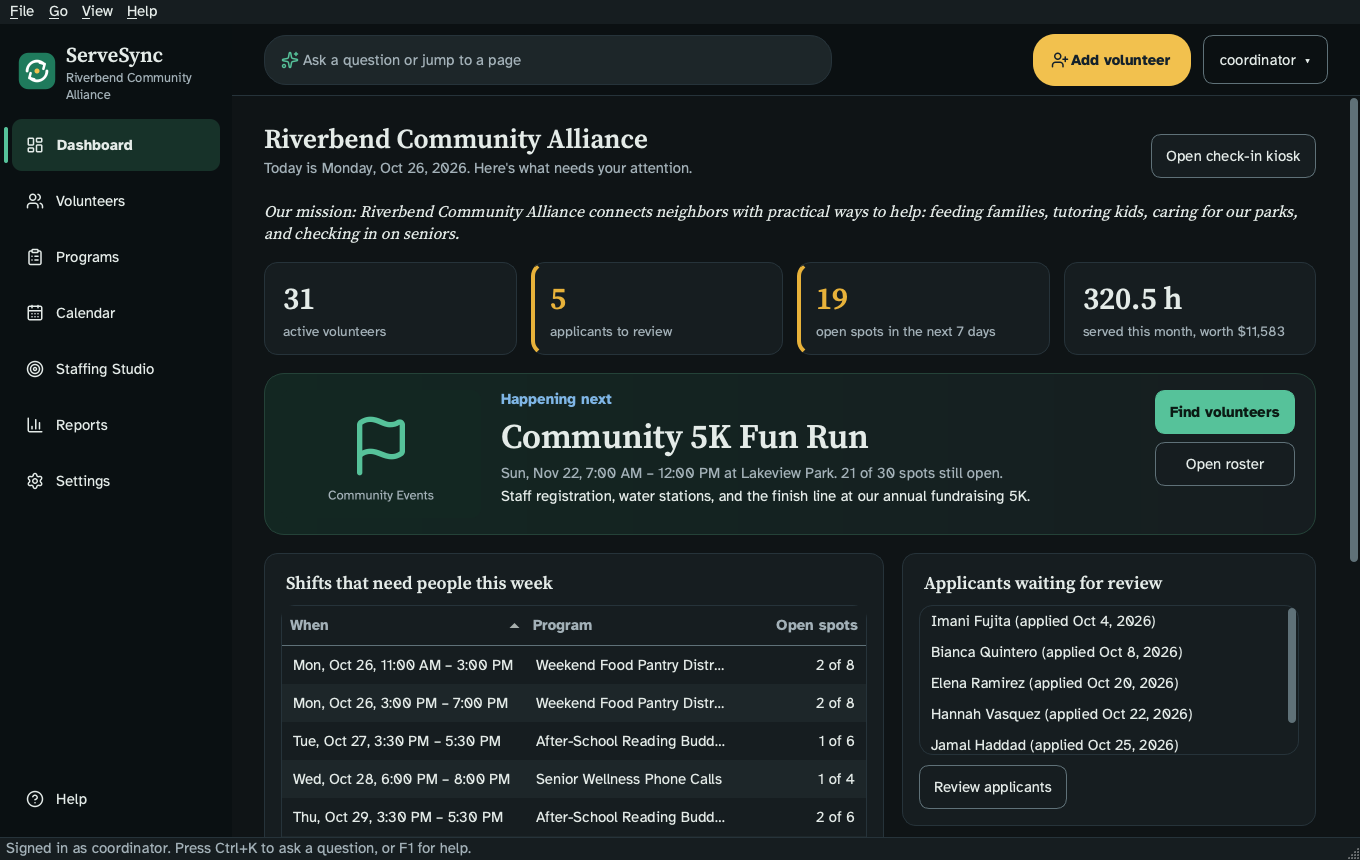 File Go View Help
ServeSync
Riverbend Community
Alliance
Ask a question or jump to a page
Add volunteer
coordinator
Dashboard
Volunteers
Programs
Calendar
Staffing Studio
Reports
Settings
Help
Riverbend Community Alliance
Today is Monday, Oct 26, 2026. Here's what needs your attention.
Open check-in kiosk
Our mission: Riverbend Community Alliance connects neighbors with practical ways to help: feeding families, tutoring kids, caring for our parks,
and checking in on seniors.
31
active volunteers
5
applicants to review
19
open spots in the next 7 days
320.5 h
served this month, worth $11,583
Community Events
Happening next
Community 5K Fun Run
Sun, Nov 22, 7:00 AM – 12:00 PM at Lakeview Park. 21 of 30 spots still open.
Staff registration, water stations, and the finish line at our annual fundraising 5K.
Find volunteers
Open roster
Shifts that need people this week
When Program Open spots
Mon, Oct 26, 11:00 AM – 3:00 PM Weekend Food Pantry Distr... 2 of 8
Mon, Oct 26, 3:00 PM – 7:00 PM Weekend Food Pantry Distr... 2 of 8
Tue, Oct 27, 3:30 PM – 5:30 PM After-School Reading Budd... 1 of 6
Wed, Oct 28, 6:00 PM – 8:00 PM Senior Wellness Phone Calls 1 of 4
Thu, Oct 29, 3:30 PM – 5:30 PM After-School Reading Budd... 2 of 6
Applicants waiting for review
Imani Fujita (applied Oct 4, 2026)
Bianca Quintero (applied Oct 8, 2026)
Elena Ramirez (applied Oct 20, 2026)
Hannah Vasquez (applied Oct 22, 2026)
Jamal Haddad (applied Oct 25, 2026)
Review applicants
Signed in as coordinator. Press Ctrl+K to ask a question, or F1 for help.